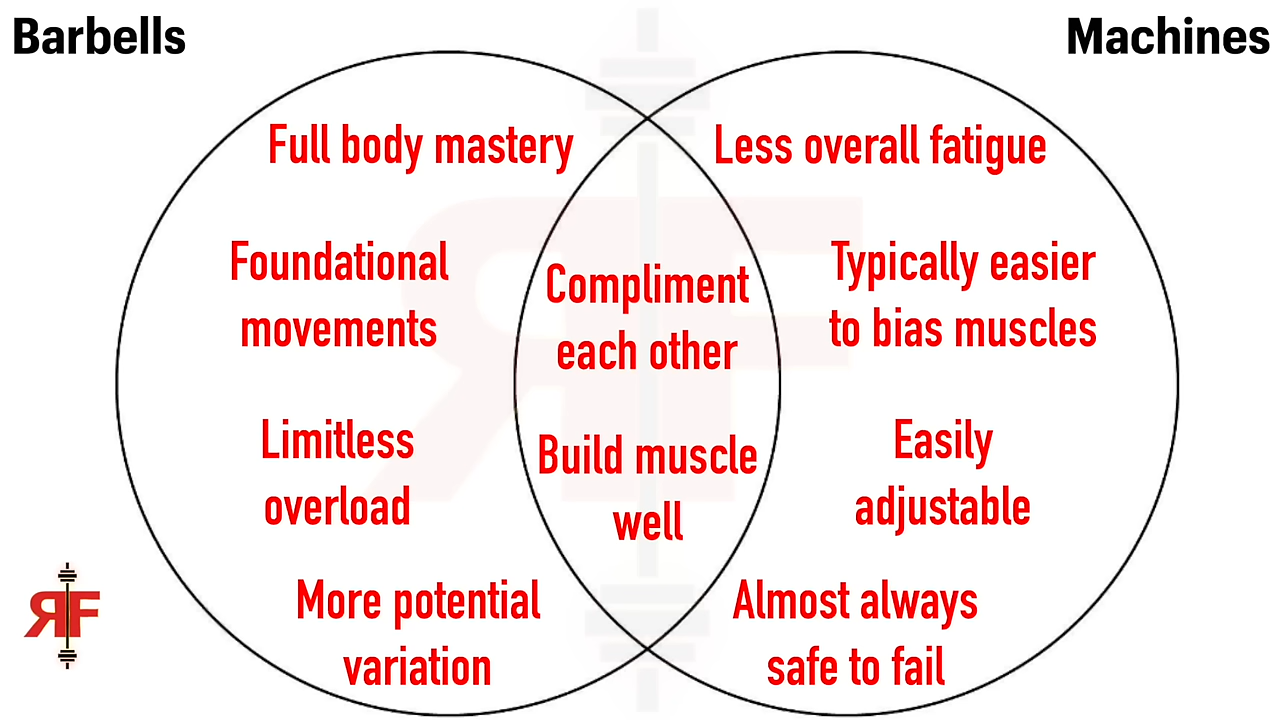 Barbells
Machines
Full body mastery
Foundational
movements
Limitless
overload
More potential
variation
Compliment
each other
Build muscle
well
Less overall fatigue
Typically easier
to bias muscles
Easily
adjustable
Almost always
safe to fail
RF